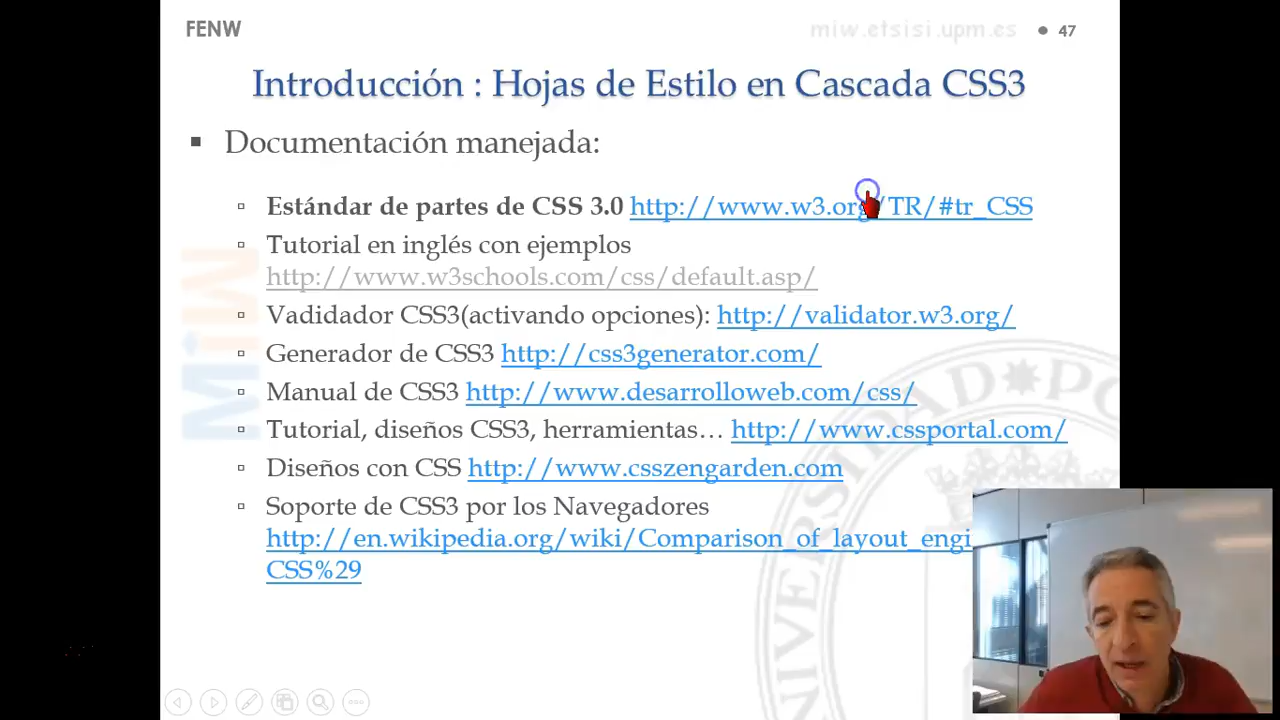 FENW
miw.etsisi.upm.es
47
Introducción : Hojas de Estilo en Cascada CSS3
Documentación manejada:
Estándar de partes de CSS 3.0 http://www.w3.org/TR/#tr_CSS
Tutorial en inglés con ejemplos
http://www.w3schools.com/css/default.asp/
Vadidador CSS3(activando opciones): http://validator.w3.org/
Generador de CSS3 http://css3generator.com/
Manual de CSS3 http://www.desarrolloweb.com/css/
Tutorial, diseños CSS3, herramientas… http://www.cssportal.com/
Diseños con CSS http://www.csszengarden.com
Soporte de CSS3 por los Navegadores
http://en.wikipedia.org/wiki/Comparison_of_layout_engi
CSS%29
MiW
UNIVERSIDAD PO